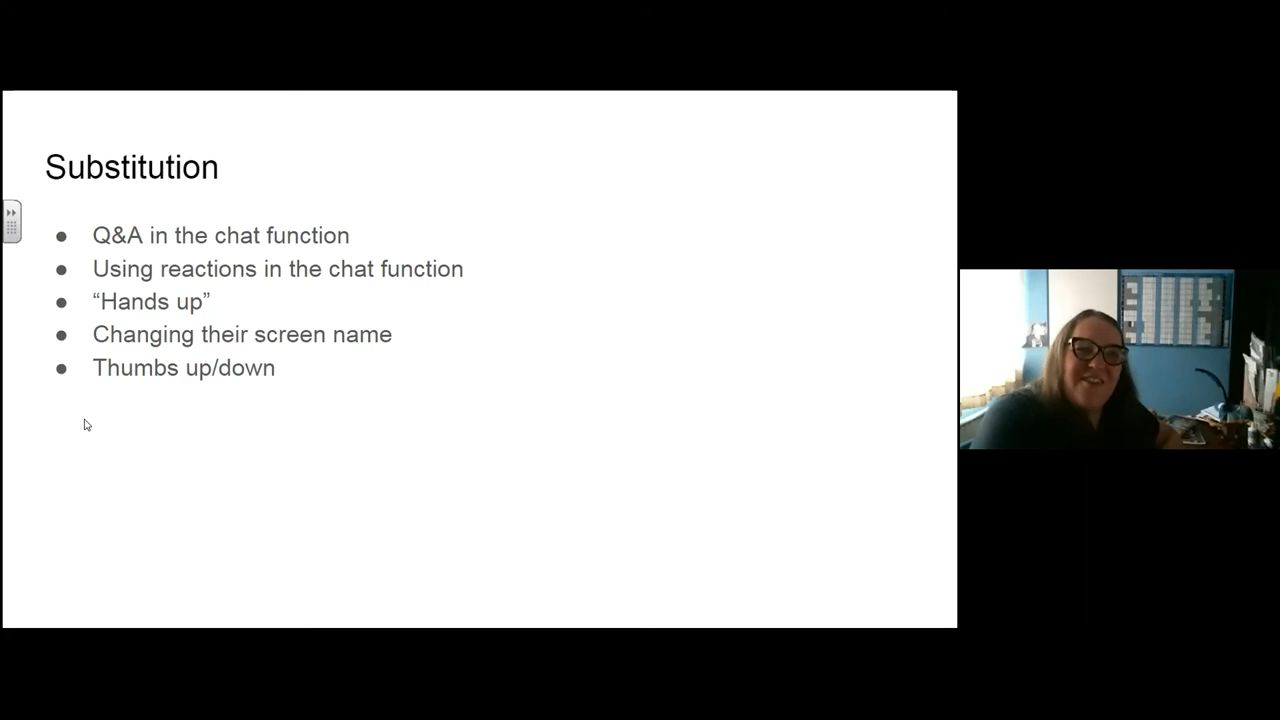 Substitution
● Q&A in the chat function
● Using reactions in the chat function
● “Hands up”
● Changing their screen name
● Thumbs up/down